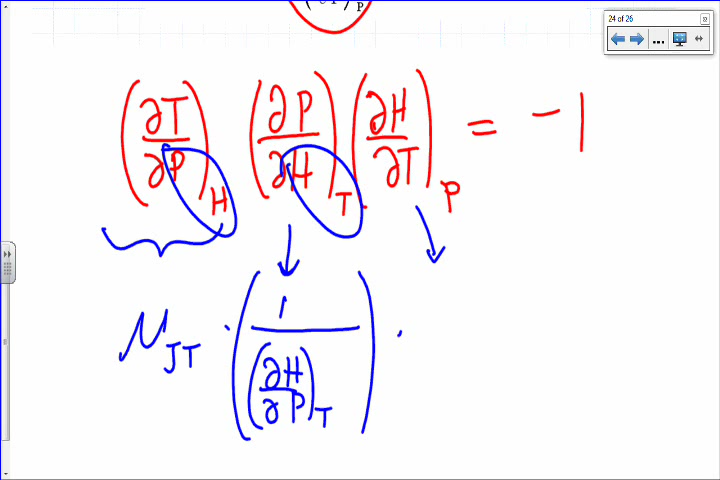 24 of 26
(∂T/∂P)_H (∂P/∂H)_T (∂H/∂T)_P = -1
μ_JT · (1/(∂H/∂P)_T) ·